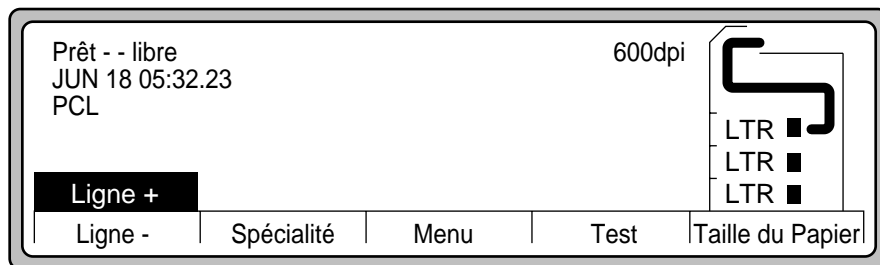 Prêt - - libre 600dpi
JUN 18 05:32.23
PCL
LTR
LTR
Ligne + LTR
Ligne - Spécialité Menu Test Taille du Papier